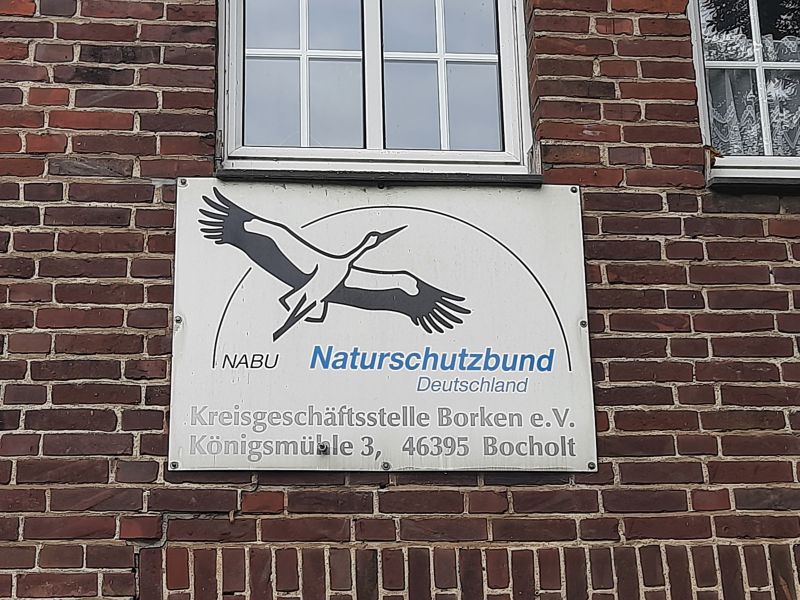 NABU Naturschutzbund
Deutschland
Kreisgeschäftsstelle Borken e.V.
Königsmühle 3, 46395 Bocholt